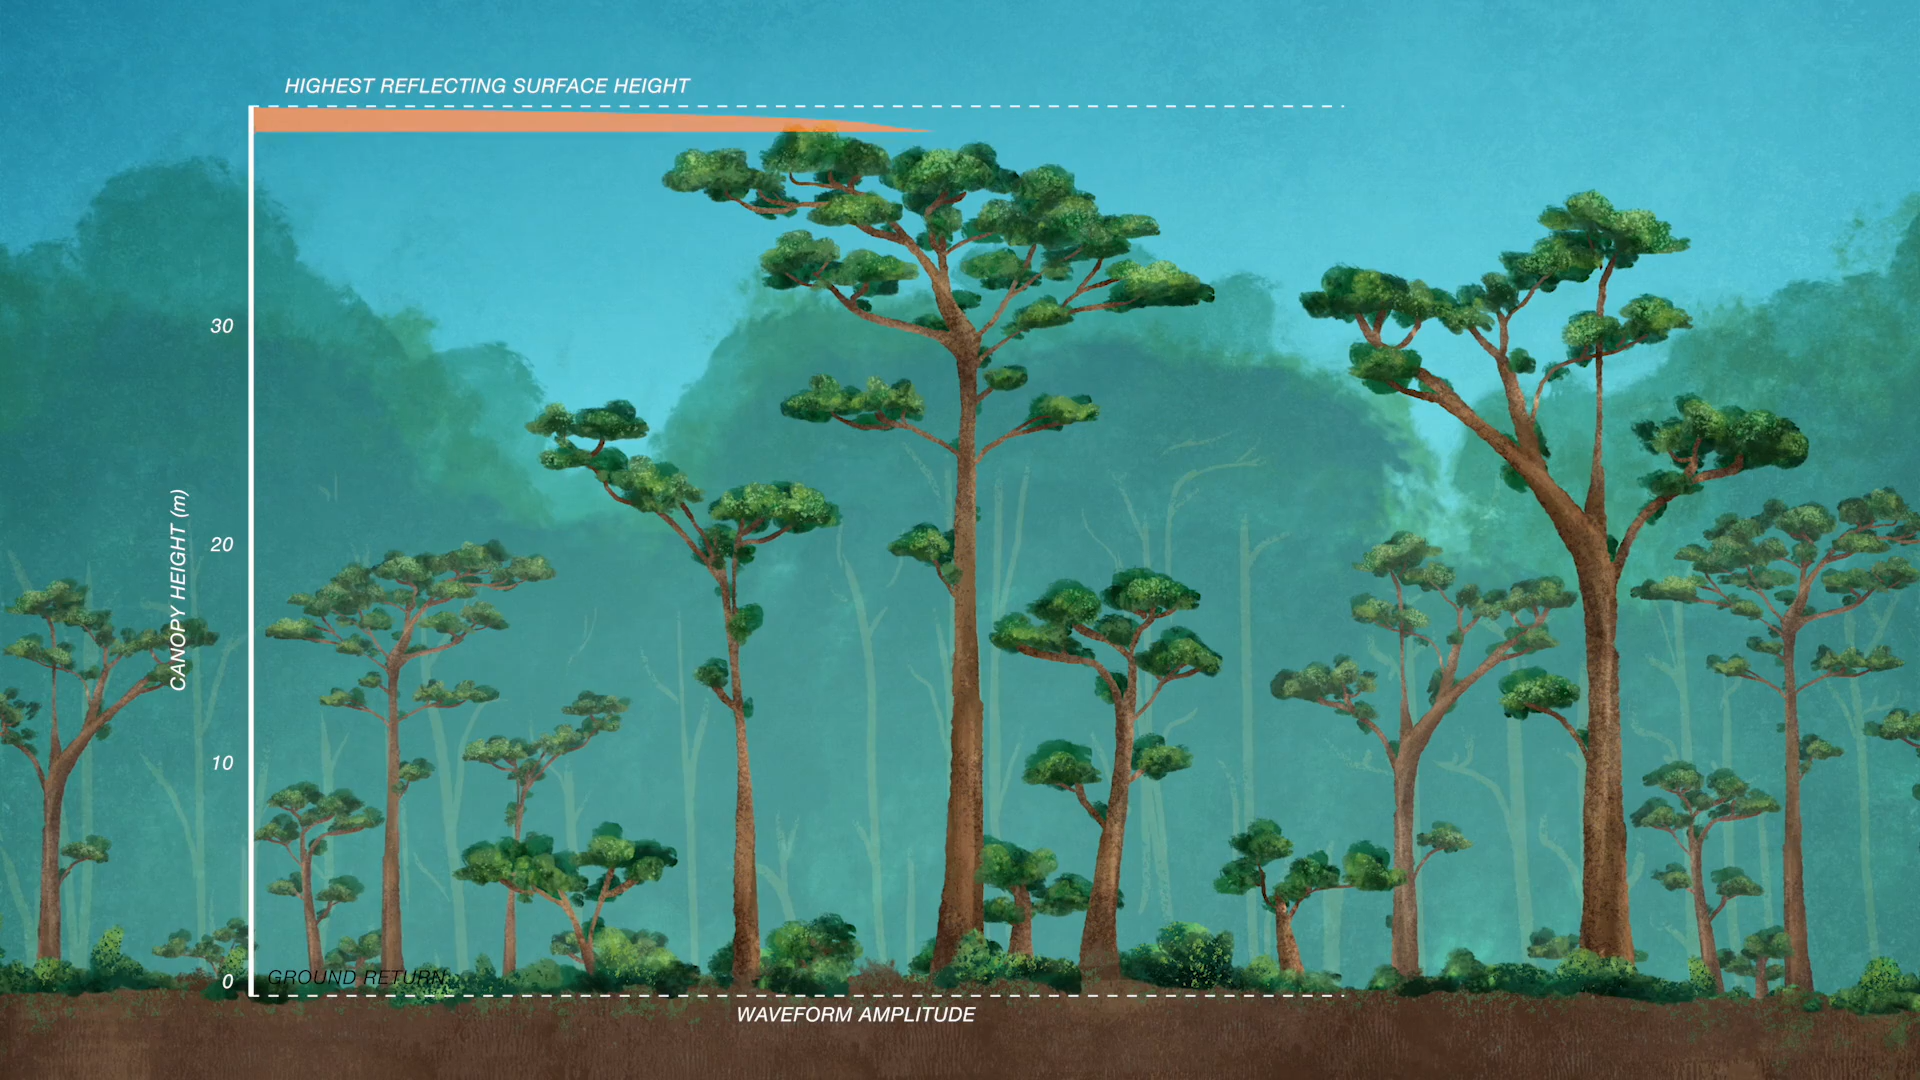 HIGHEST REFLECTING SURFACE HEIGHT
30
20
CANOPY HEIGHT (m)
10
0
GROUND RETURN
WAVEFORM AMPLITUDE